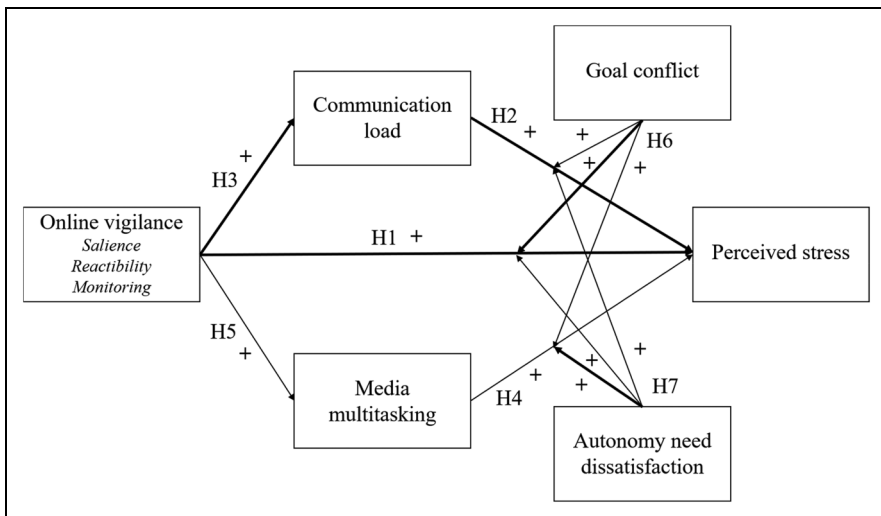 Goal conflict
Communication
load
H2
+
+
H6
+
+
+
H3
Online vigilance
Salience
Reactibility
Monitoring
H1 +
Perceived stress
H5
+
+
+
+
+
H4
H7
Media
multitasking
Autonomy need
dissatisfaction